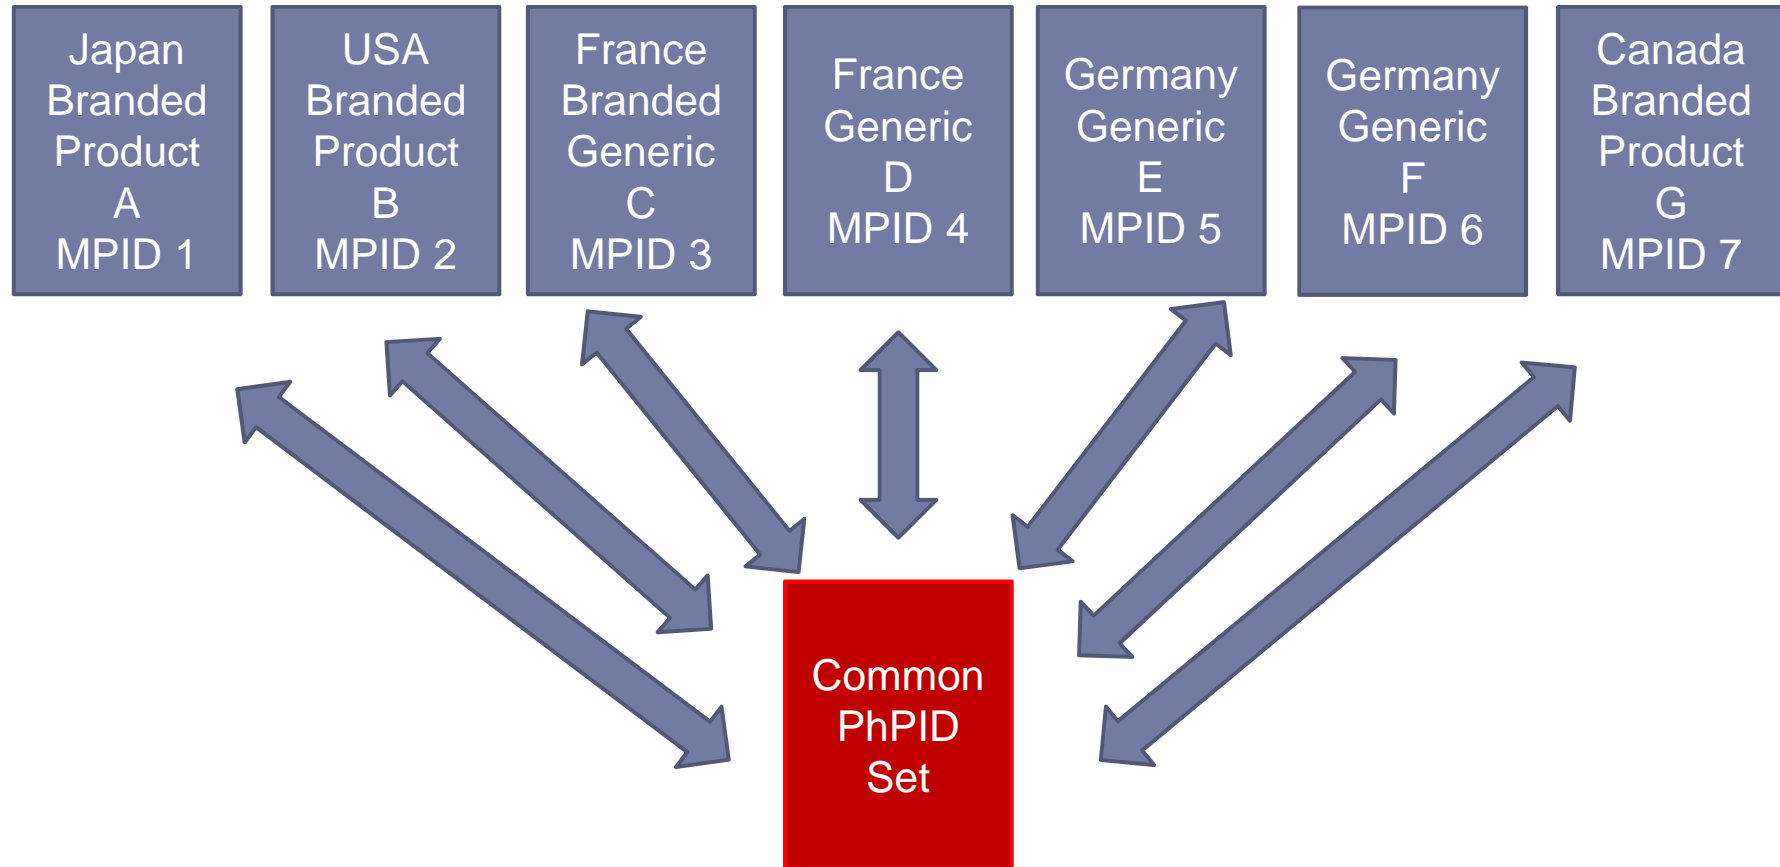 Japan
Branded
Product
A
MPID 1
USA
Branded
Product
B
MPID 2
France
Branded
Generic
C
MPID 3
France
Generic
D
MPID 4
Germany
Generic
E
MPID 5
Germany
Generic
F
MPID 6
Canada
Branded
Product
G
MPID 7
Common
PhPID
Set